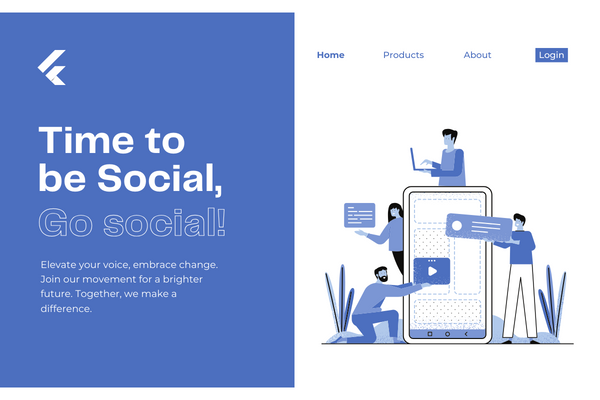 Home Products About Login
Time to
be Social,
Go social!
Elevate your voice, embrace change.
Join our movement for a brighter
future. Together, we make a
difference.